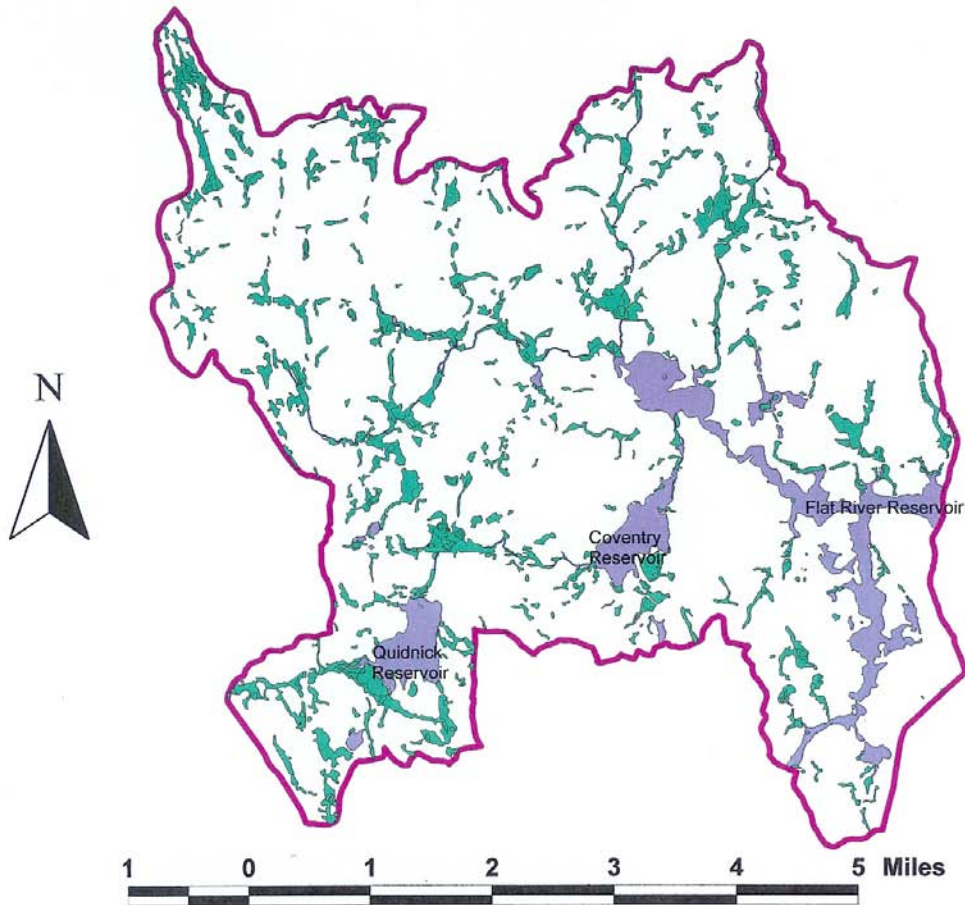 N
Flat River Reservoir
Coventry
Reservoir
Quidnick
Reservoir
1 0 1 2 3 4 5 Miles